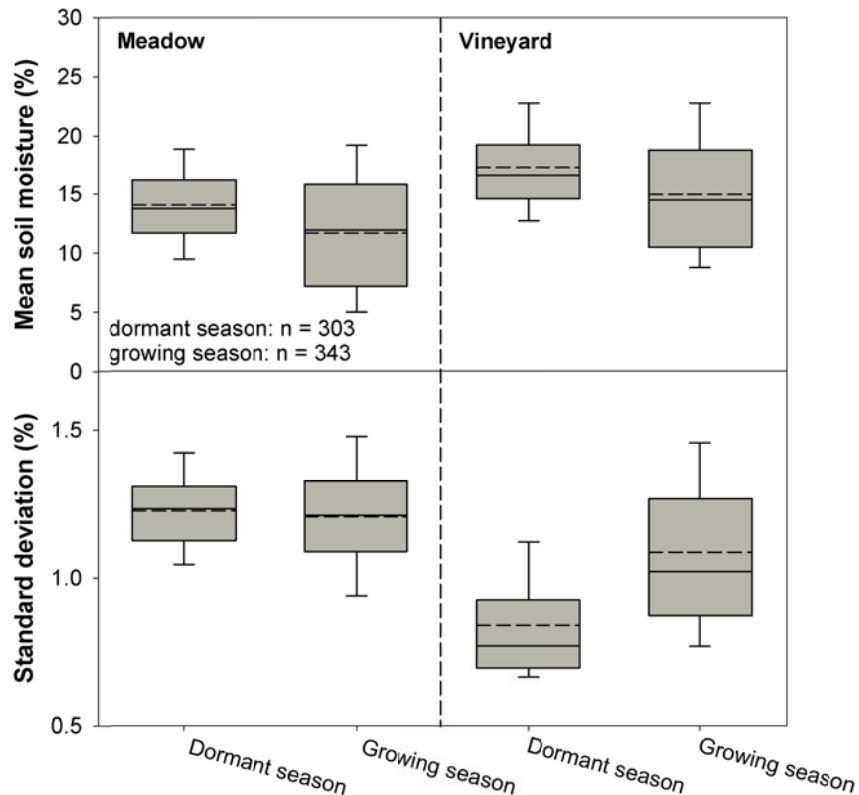 Mean soil moisture (%)
30
25
20
15
10
5
0
Meadow
Vineyard
dormant season: n = 303
growing season: n = 343
Standard deviation (%)
1.5
1.0
0.5
Dormant season
Growing season
Dormant season
Growing season